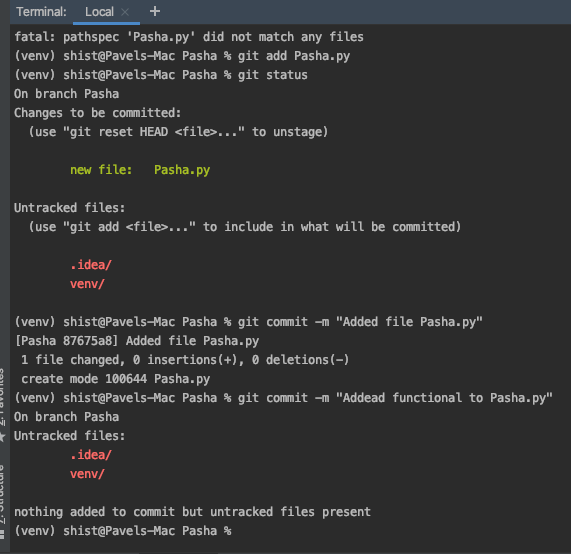 Terminal: Local × +
fatal: pathspec 'Pasha.py' did not match any files
(venv) shist@Pavels-Mac Pasha % git add Pasha.py
(venv) shist@Pavels-Mac Pasha % git status
On branch Pasha
Changes to be committed:
(use "git reset HEAD <file>..." to unstage)
new file: Pasha.py
Untracked files:
(use "git add <file>..." to include in what will be committed)
.idea/
venv/
(venv) shist@Pavels-Mac Pasha % git commit -m "Added file Pasha.py"
[Pasha 87675a8] Added file Pasha.py
1 file changed, 0 insertions(+), 0 deletions(-)
create mode 100644 Pasha.py
(venv) shist@Pavels-Mac Pasha % git commit -m "Addead functional to Pasha.py"
On branch Pasha
Untracked files:
.idea/
venv/
nothing added to commit but untracked files present
(venv) shist@Pavels-Mac Pasha %